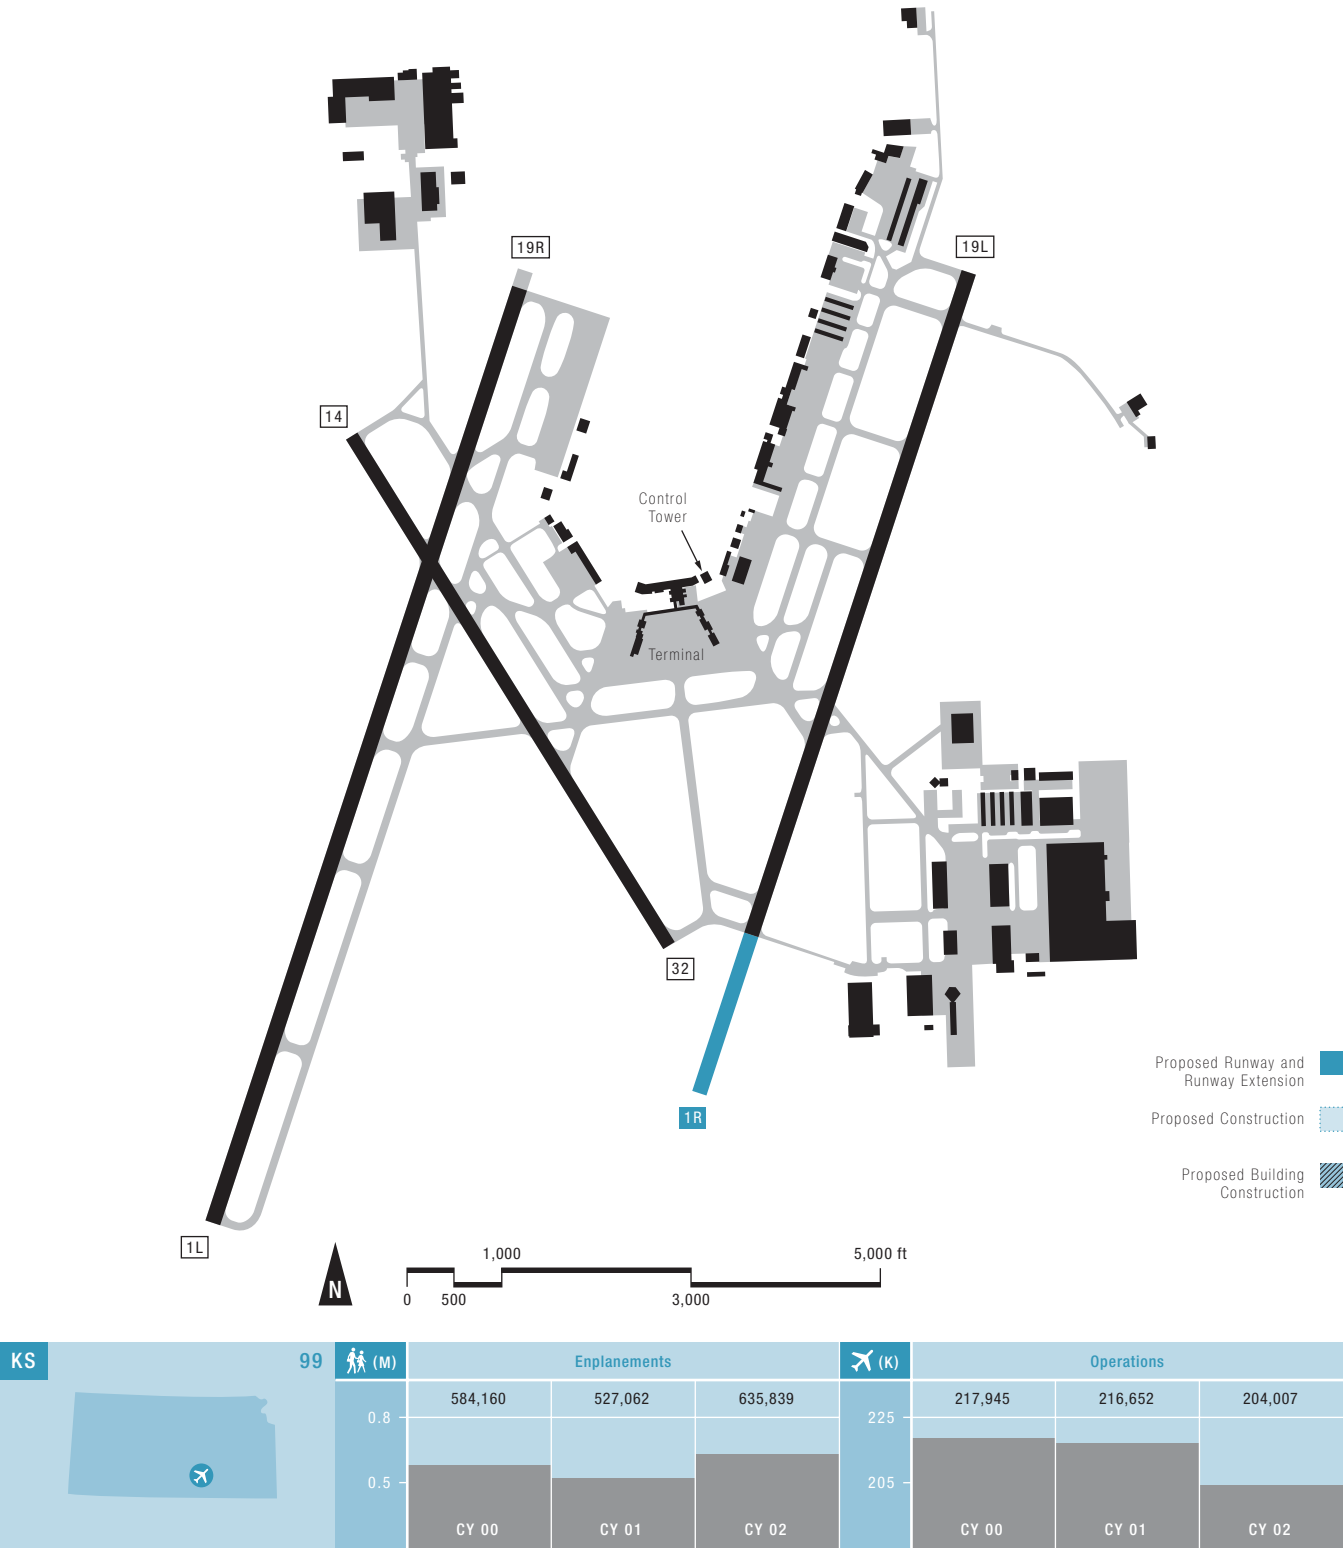 19R
19L
14
Control
Tower
Terminal
32
1R
1L
Proposed Runway and
Runway Extension
Proposed Construction
Proposed Building
Construction
N
1,000
5,000 ft
0
500
3,000
KS
99
(M)
Enplanements
(K)
Operations
584,160
527,062
635,839
217,945
216,652
204,007
0.8
225
0.5
205
CY 00
CY 01
CY 02
CY 00
CY 01
CY 02